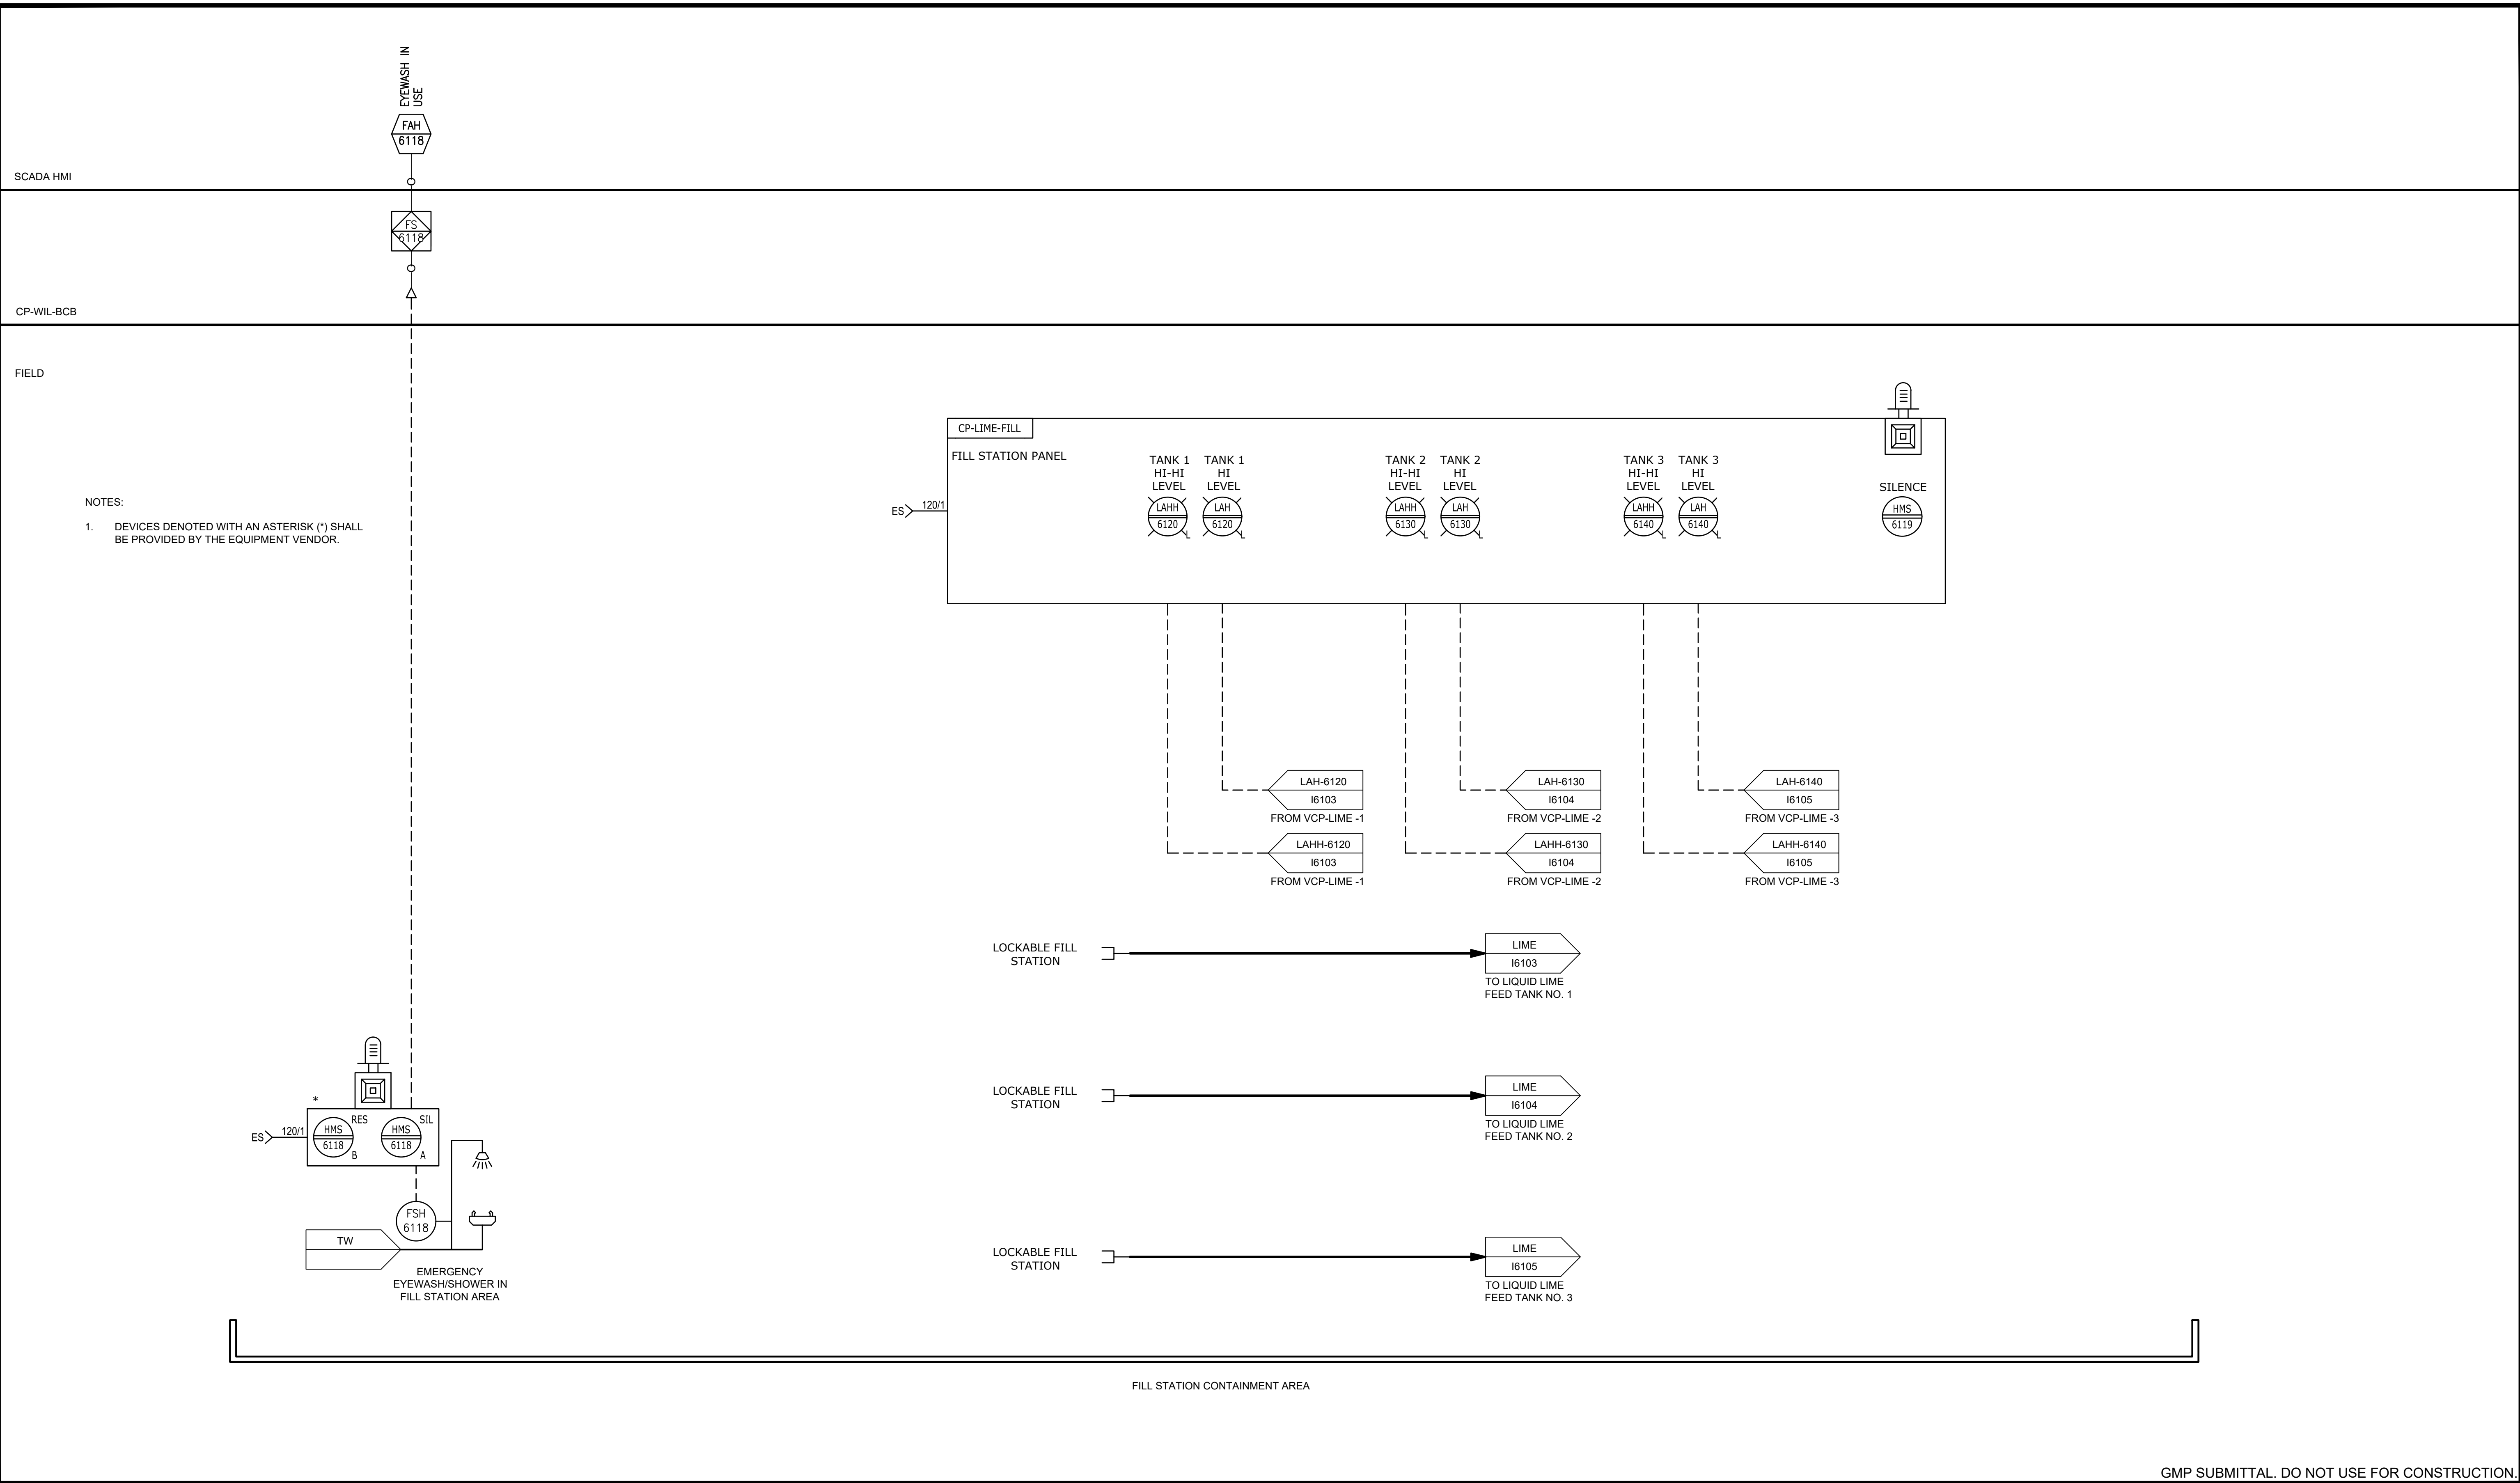 EYEWASH IN
USE
FAH
6118
SCADA HMI
FS
6118
CP-WIL-BCB
FIELD
NOTES:
1. DEVICES DENOTED WITH AN ASTERISK (*) SHALL
BE PROVIDED BY THE EQUIPMENT VENDOR.
CP-LIME-FILL
FILL STATION PANEL
ES 120/1
TANK 1
HI-HI
LEVEL
LAHH
6120
L
TANK 1
HI
LEVEL
LAH
6120
L
TANK 2
HI-HI
LEVEL
LAHH
6130
L
TANK 2
HI
LEVEL
LAH
6130
L
TANK 3
HI-HI
LEVEL
LAHH
6140
L
TANK 3
HI
LEVEL
LAH
6140
L
SILENCE
HMS
6119
LAH-6120
I6103
FROM VCP-LIME -1
LAHH-6120
I6103
FROM VCP-LIME -1
LAH-6130
I6104
FROM VCP-LIME -2
LAHH-6130
I6104
FROM VCP-LIME -2
LAH-6140
I6105
FROM VCP-LIME -3
LAHH-6140
I6105
FROM VCP-LIME -3
LOCKABLE FILL
STATION
LIME
I6103
TO LIQUID LIME
FEED TANK NO. 1
LOCKABLE FILL
STATION
LIME
I6104
TO LIQUID LIME
FEED TANK NO. 2
LOCKABLE FILL
STATION
LIME
I6105
TO LIQUID LIME
FEED TANK NO. 3
*
ES 120/1
HMS
6118
RES
B
HMS
6118
SIL
A
FSH
6118
TW
EMERGENCY
EYEWASH/SHOWER IN
FILL STATION AREA
FILL STATION CONTAINMENT AREA
GMP SUBMITTAL. DO NOT USE FOR CONSTRUCTION.